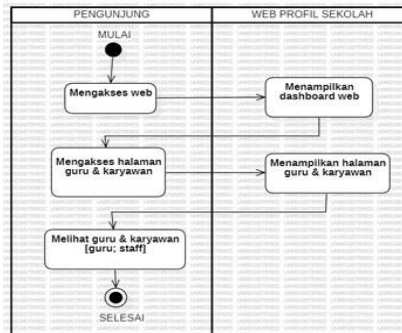 PENGUNJUNG
WEB PROFIL SEKOLAH
MULAI
Mengakses web
Menampilkan
dashboard web
Mengakses halaman
guru & karyawan
Menampilkan halaman
guru & karyawan
Melihat guru & karyawan
[guru; staff]
SELESAI